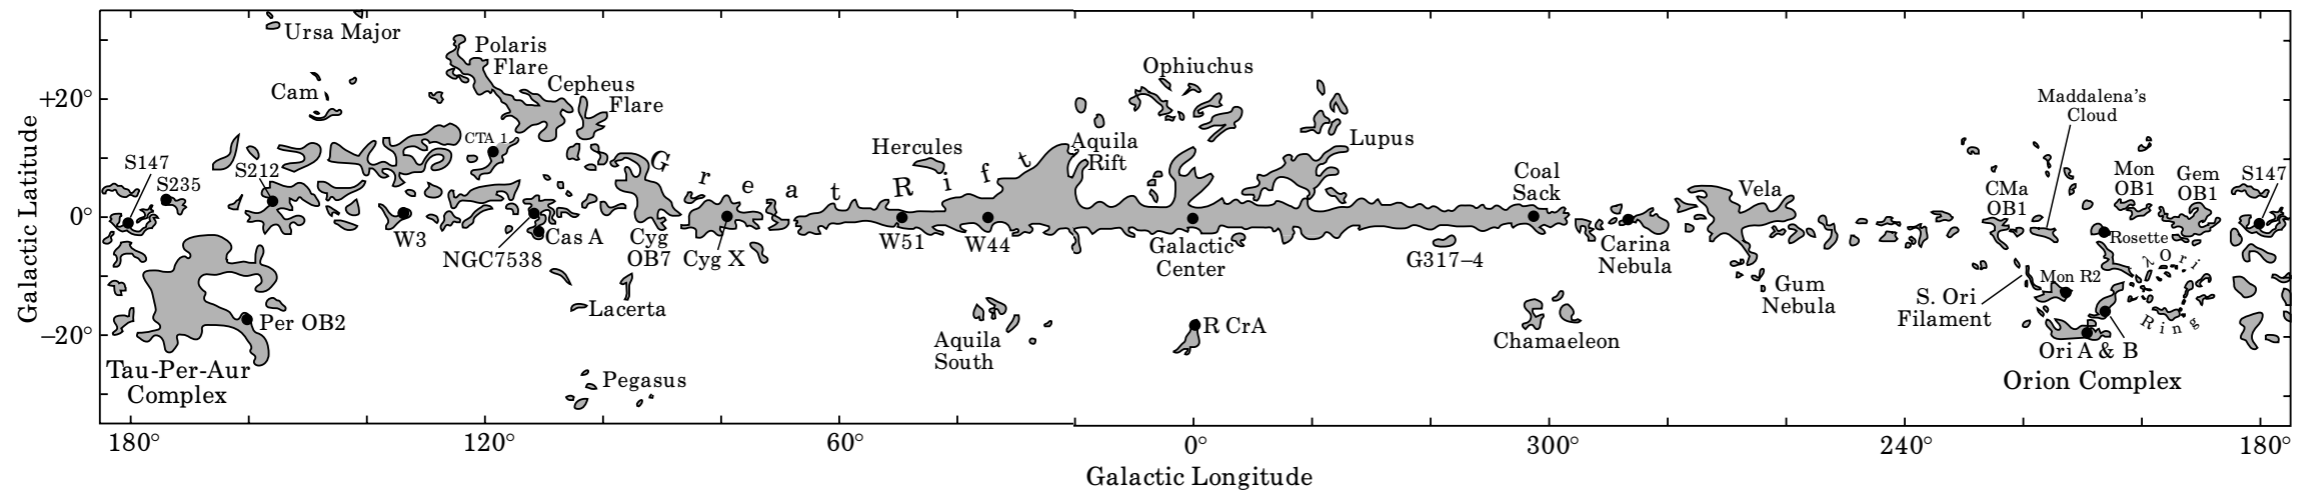 Ursa Major
Polaris
Flare
Cam
Cepheus
Flare
Ophiuchus
Maddalena's
Cloud
+20°
CTA 1
Hercules
Aquila
Rift
Lupus
Great Rift
S147
S235
S212
Coal
Sack
Vela
CMa
OB1
Mon
OB1
Gem
OB1
S147
0°
W3
NGC7538
Cas A
Cyg
OB7
Cyg X
W51
W44
Galactic
Center
G317–4
Carina
Nebula
Rosette
Lacerta
Gum
Nebula
S. Ori
Filament
Mon R2
λ Ori
Ring
Per OB2
–20°
Aquila
South
R CrA
Chamaeleon
Ori A & B
Orion Complex
Tau-Per-Aur
Complex
Pegasus
180°
120°
60°
0°
300°
240°
180°
Galactic Latitude
Galactic Longitude